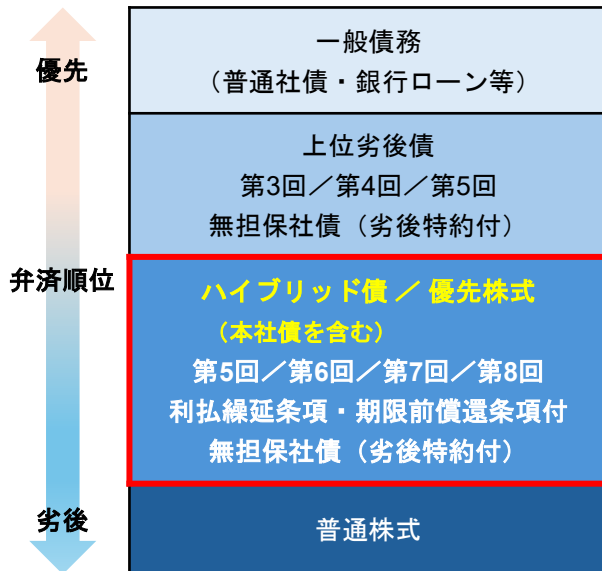 優先
弁済順位
劣後
一般債務
（普通社債・銀行ローン等）
上位劣後債
第3回／第4回／第5回
無担保社債（劣後特約付）
ハイブリッド債 ／ 優先株式
（本社債を含む）
第5回／第6回／第7回／第8回
利払繰延条項・期限前償還条項付
無担保社債（劣後特約付）
普通株式